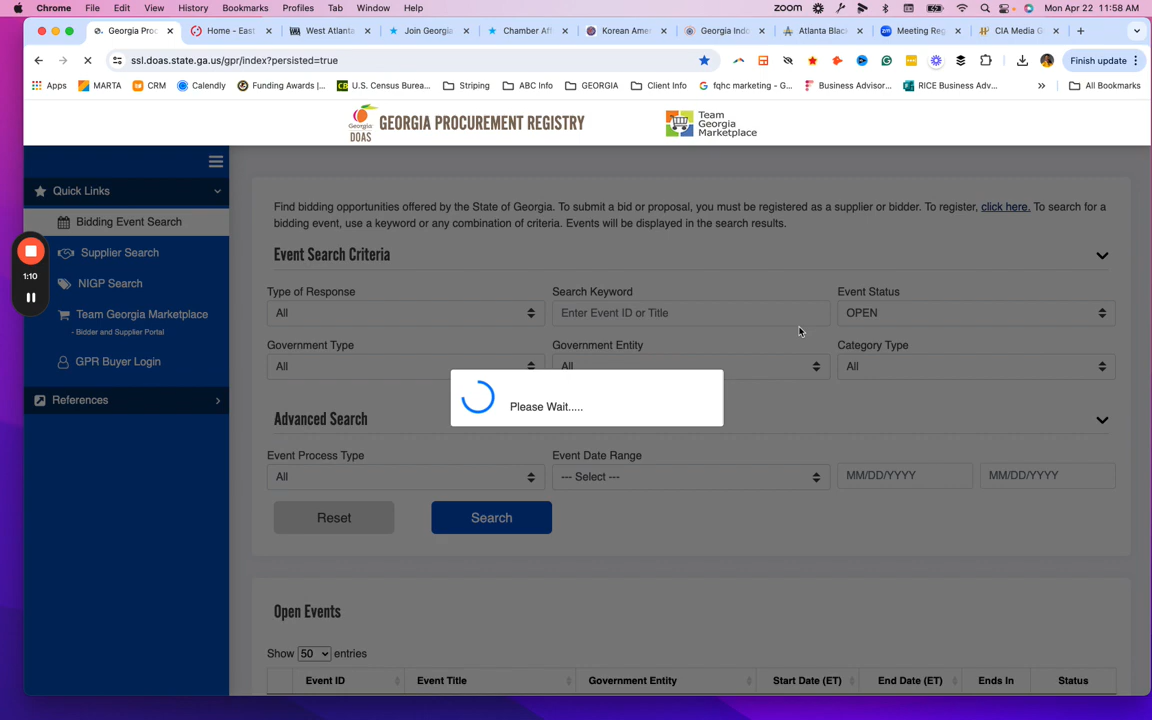 Chrome File Edit View History Bookmarks Profiles Tab Window Help zoom Mon Apr 22 11:58 AM
Georgia Proc Home - East West Atlanta Join Georgia Chamber Aff Korean Amer Georgia Indo Atlanta Blac Meeting Reg CIA Media G
ssl.doas.state.ga.us/gpr/index?persisted=true Finish update
Apps MARTA CRM Calendly Funding Awards |... U.S. Census Burea... Striping ABC Info GEORGIA Client Info fqhc marketing - G... Business Advisor... RICE Business Adv... » All Bookmarks
Georgia
DOAS
GEORGIA PROCUREMENT REGISTRY
Team
Georgia
Marketplace
Quick Links
Bidding Event Search
Supplier Search
NIGP Search
Team Georgia Marketplace
- Bidder and Supplier Portal
GPR Buyer Login
References
1:10
Find bidding opportunities offered by the State of Georgia. To submit a bid or proposal, you must be registered as a supplier or bidder. To register, click here. To search for a
bidding event, use a keyword or any combination of criteria. Events will be displayed in the search results.
Event Search Criteria
Type of Response Search Keyword Event Status
All Enter Event ID or Title OPEN
Government Type Government Entity Category Type
All All All
Please Wait.....
Advanced Search
Event Process Type Event Date Range
All --- Select --- MM/DD/YYYY MM/DD/YYYY
Reset Search
Open Events
Show 50 entries
Event ID Event Title Government Entity Start Date (ET) End Date (ET) Ends In Status